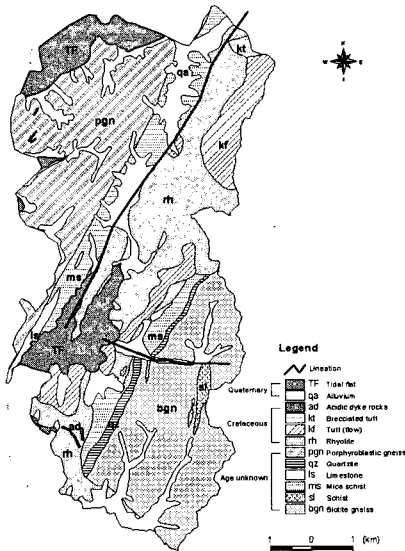 TF
kt
qa
pgn
kf
rh
ms
ls
TF
ms
sl
bgn
ad
rh
Legend
Lineation
Quaternary
TF Tidal flat
qa Alluvium
Cretaceous
ad Acidic dyke rocks
kt Brecciated tuff
kf Tuff (flow)
rh Rhyolite
Age unknown
pgn Porphyroblastic gneiss
qz Quartzite
ls Limestone
ms Mica schist
sl Schist
bgn Biotite gneiss
1 0 1 (km)